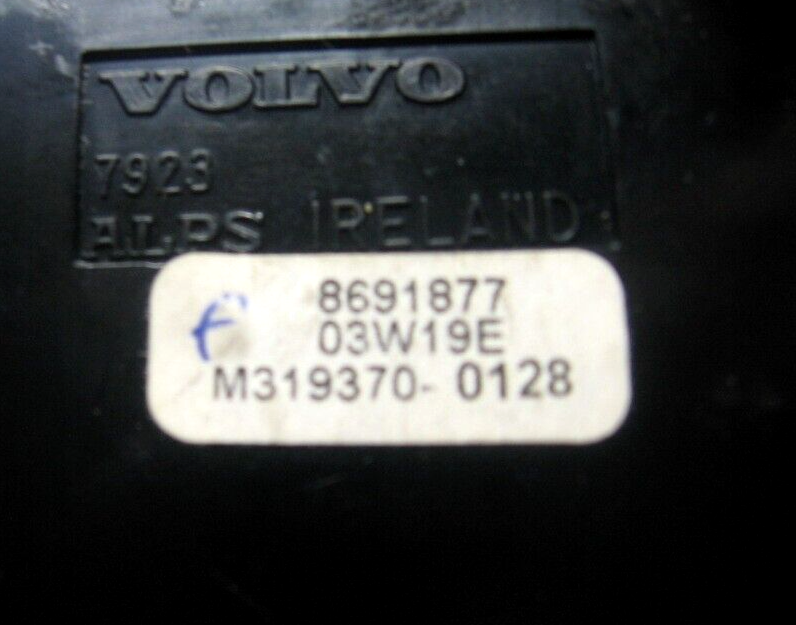 VOLVO
7923
ALPS IRELAND
8691877
03W19E
M319370- 0128